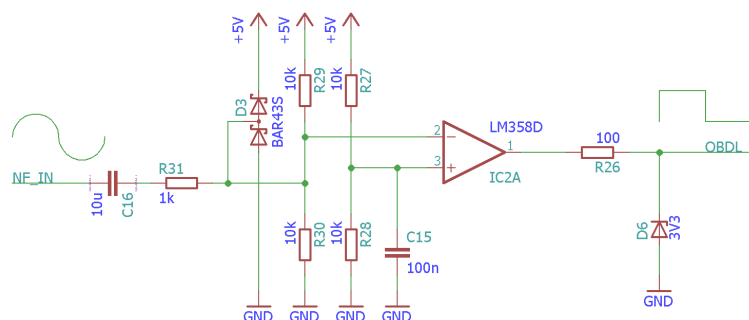 +5V
+5V
+5V
D3
BAR43S
10k
R29
10k
R27
2
3
1
LM358D
IC2A
100
R26
OBDL
NF_IN
10u
C16
R31
1k
10k
R30
10k
R28
C15
100n
D6
3V3
GND
GND
GND
GND
GND